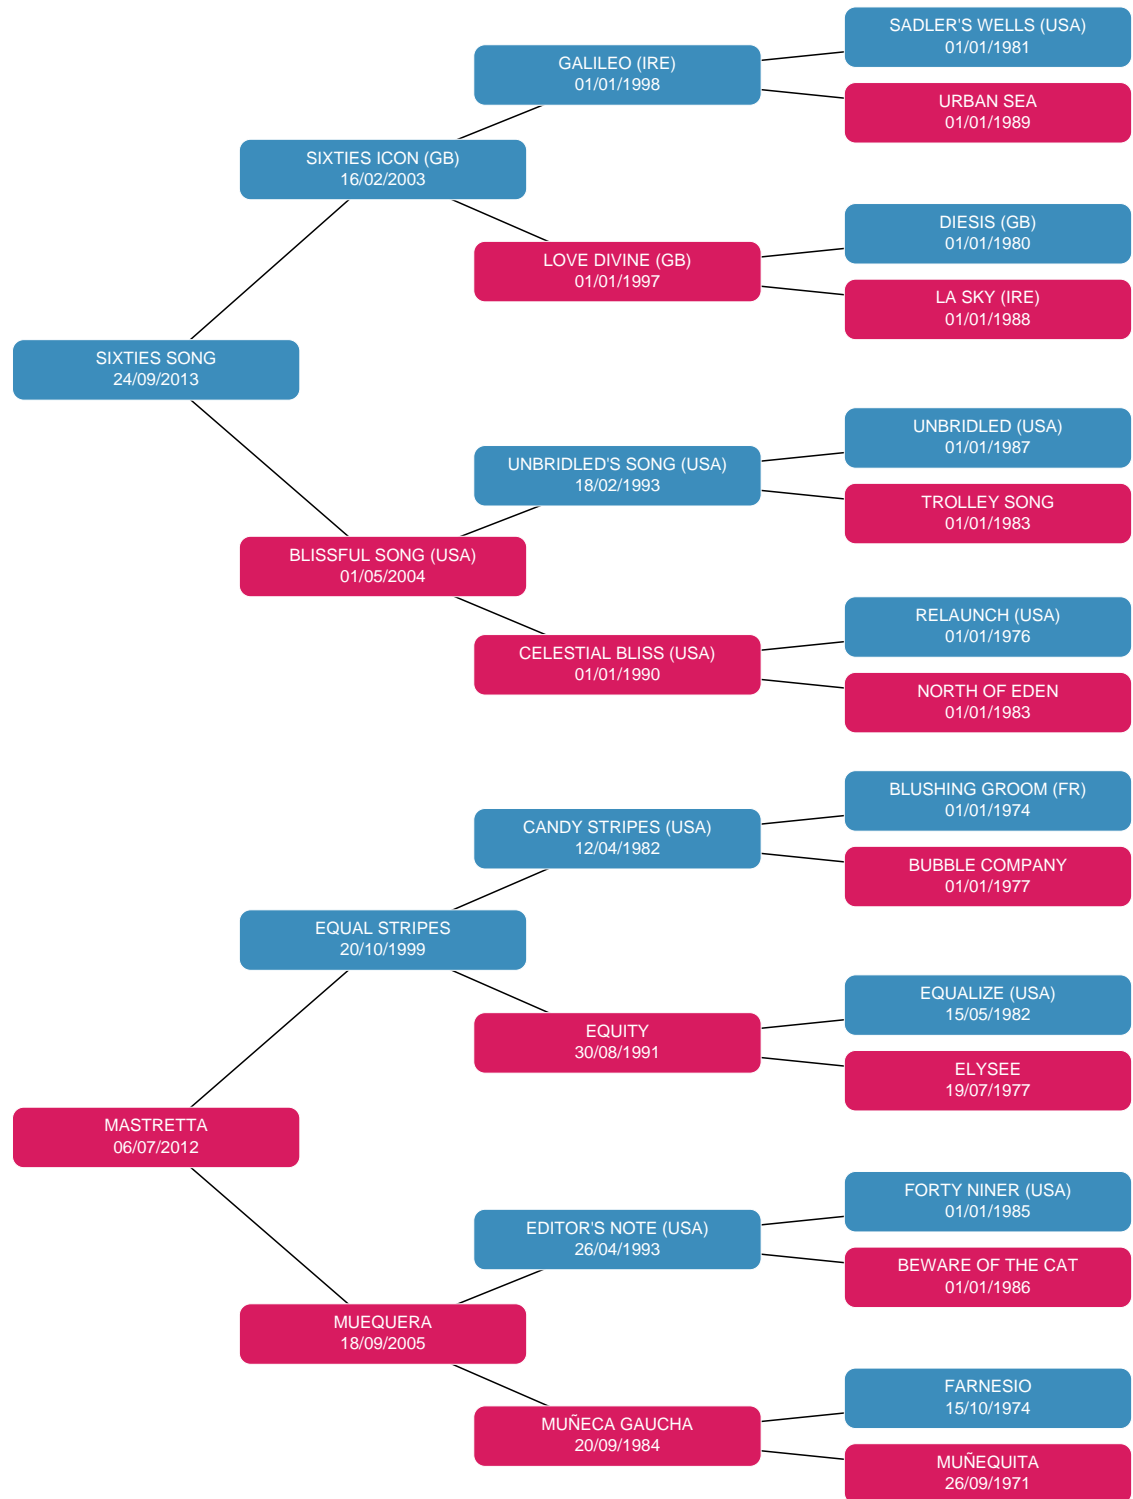 SADLER'S WELLS (USA)
01/01/1981
GALILEO (IRE)
01/01/1998
URBAN SEA
01/01/1989
SIXTIES ICON (GB)
16/02/2003
DIESIS (GB)
01/01/1980
LOVE DIVINE (GB)
01/01/1997
LA SKY (IRE)
01/01/1988
SIXTIES SONG
24/09/2013
UNBRIDLED (USA)
01/01/1987
UNBRIDLED'S SONG (USA)
18/02/1993
TROLLEY SONG
01/01/1983
BLISSFUL SONG (USA)
01/05/2004
RELAUNCH (USA)
01/01/1976
CELESTIAL BLISS (USA)
01/01/1990
NORTH OF EDEN
01/01/1983
BLUSHING GROOM (FR)
01/01/1974
CANDY STRIPES (USA)
12/04/1982
BUBBLE COMPANY
01/01/1977
EQUAL STRIPES
20/10/1999
EQUALIZE (USA)
15/05/1982
EQUITY
30/08/1991
ELYSEE
19/07/1977
MASTRETTA
06/07/2012
FORTY NINER (USA)
01/01/1985
EDITOR'S NOTE (USA)
26/04/1993
BEWARE OF THE CAT
01/01/1986
MUEQUERA
18/09/2005
FARNESIO
15/10/1974
MUÑECA GAUCHA
20/09/1984
MUÑEQUITA
26/09/1971